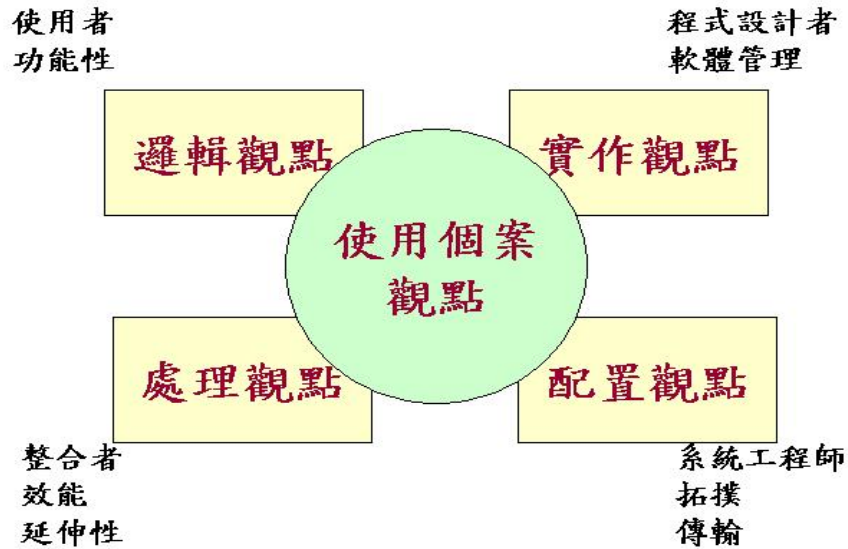 使用者
功能性
程式設計者
軟體管理
邏輯觀點
實作觀點
使用個案
觀點
處理觀點
配置觀點
整合者
效能
延伸性
系統工程師
拓撲
傳輸